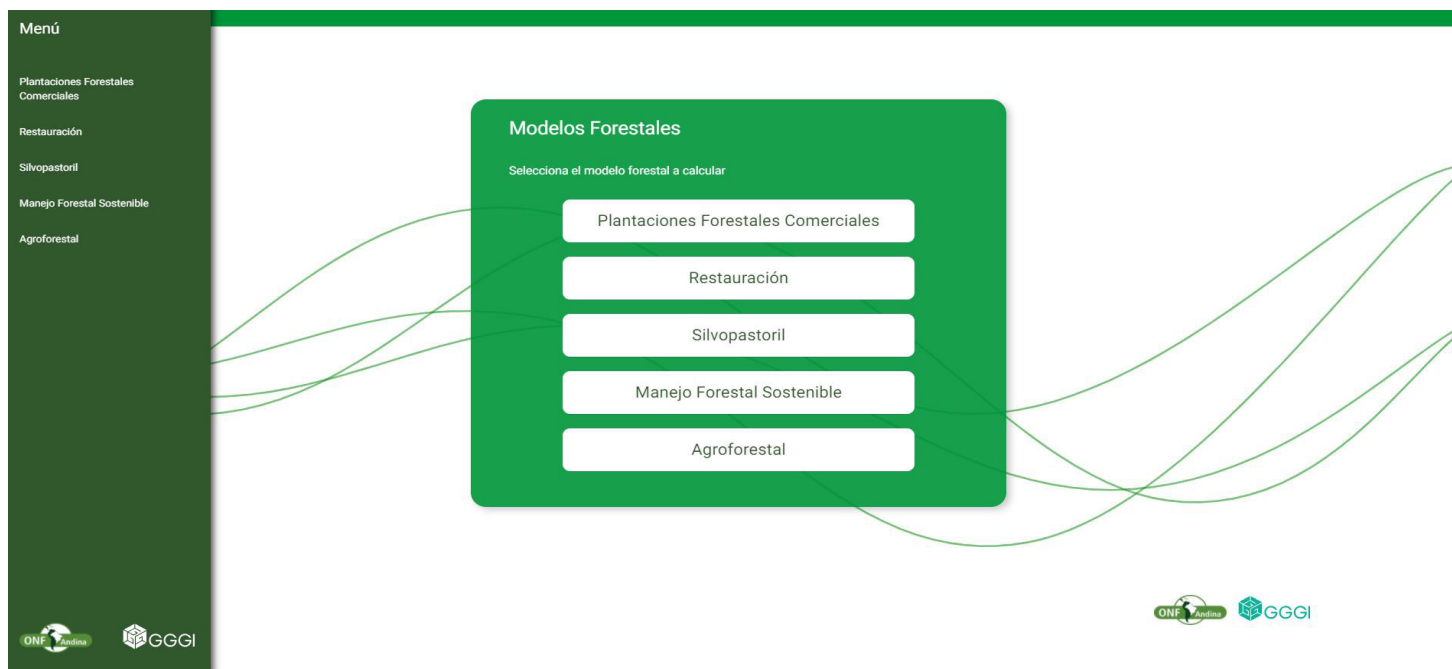 Menú
Plantaciones Forestales
Comerciales
Restauración
Silvopastoril
Manejo Forestal Sostenible
Agroforestal
ONF Andina
GGGI
Modelos Forestales
Selecciona el modelo forestal a calcular
Plantaciones Forestales Comerciales
Restauración
Silvopastoril
Manejo Forestal Sostenible
Agroforestal
ONF Andina
GGGI